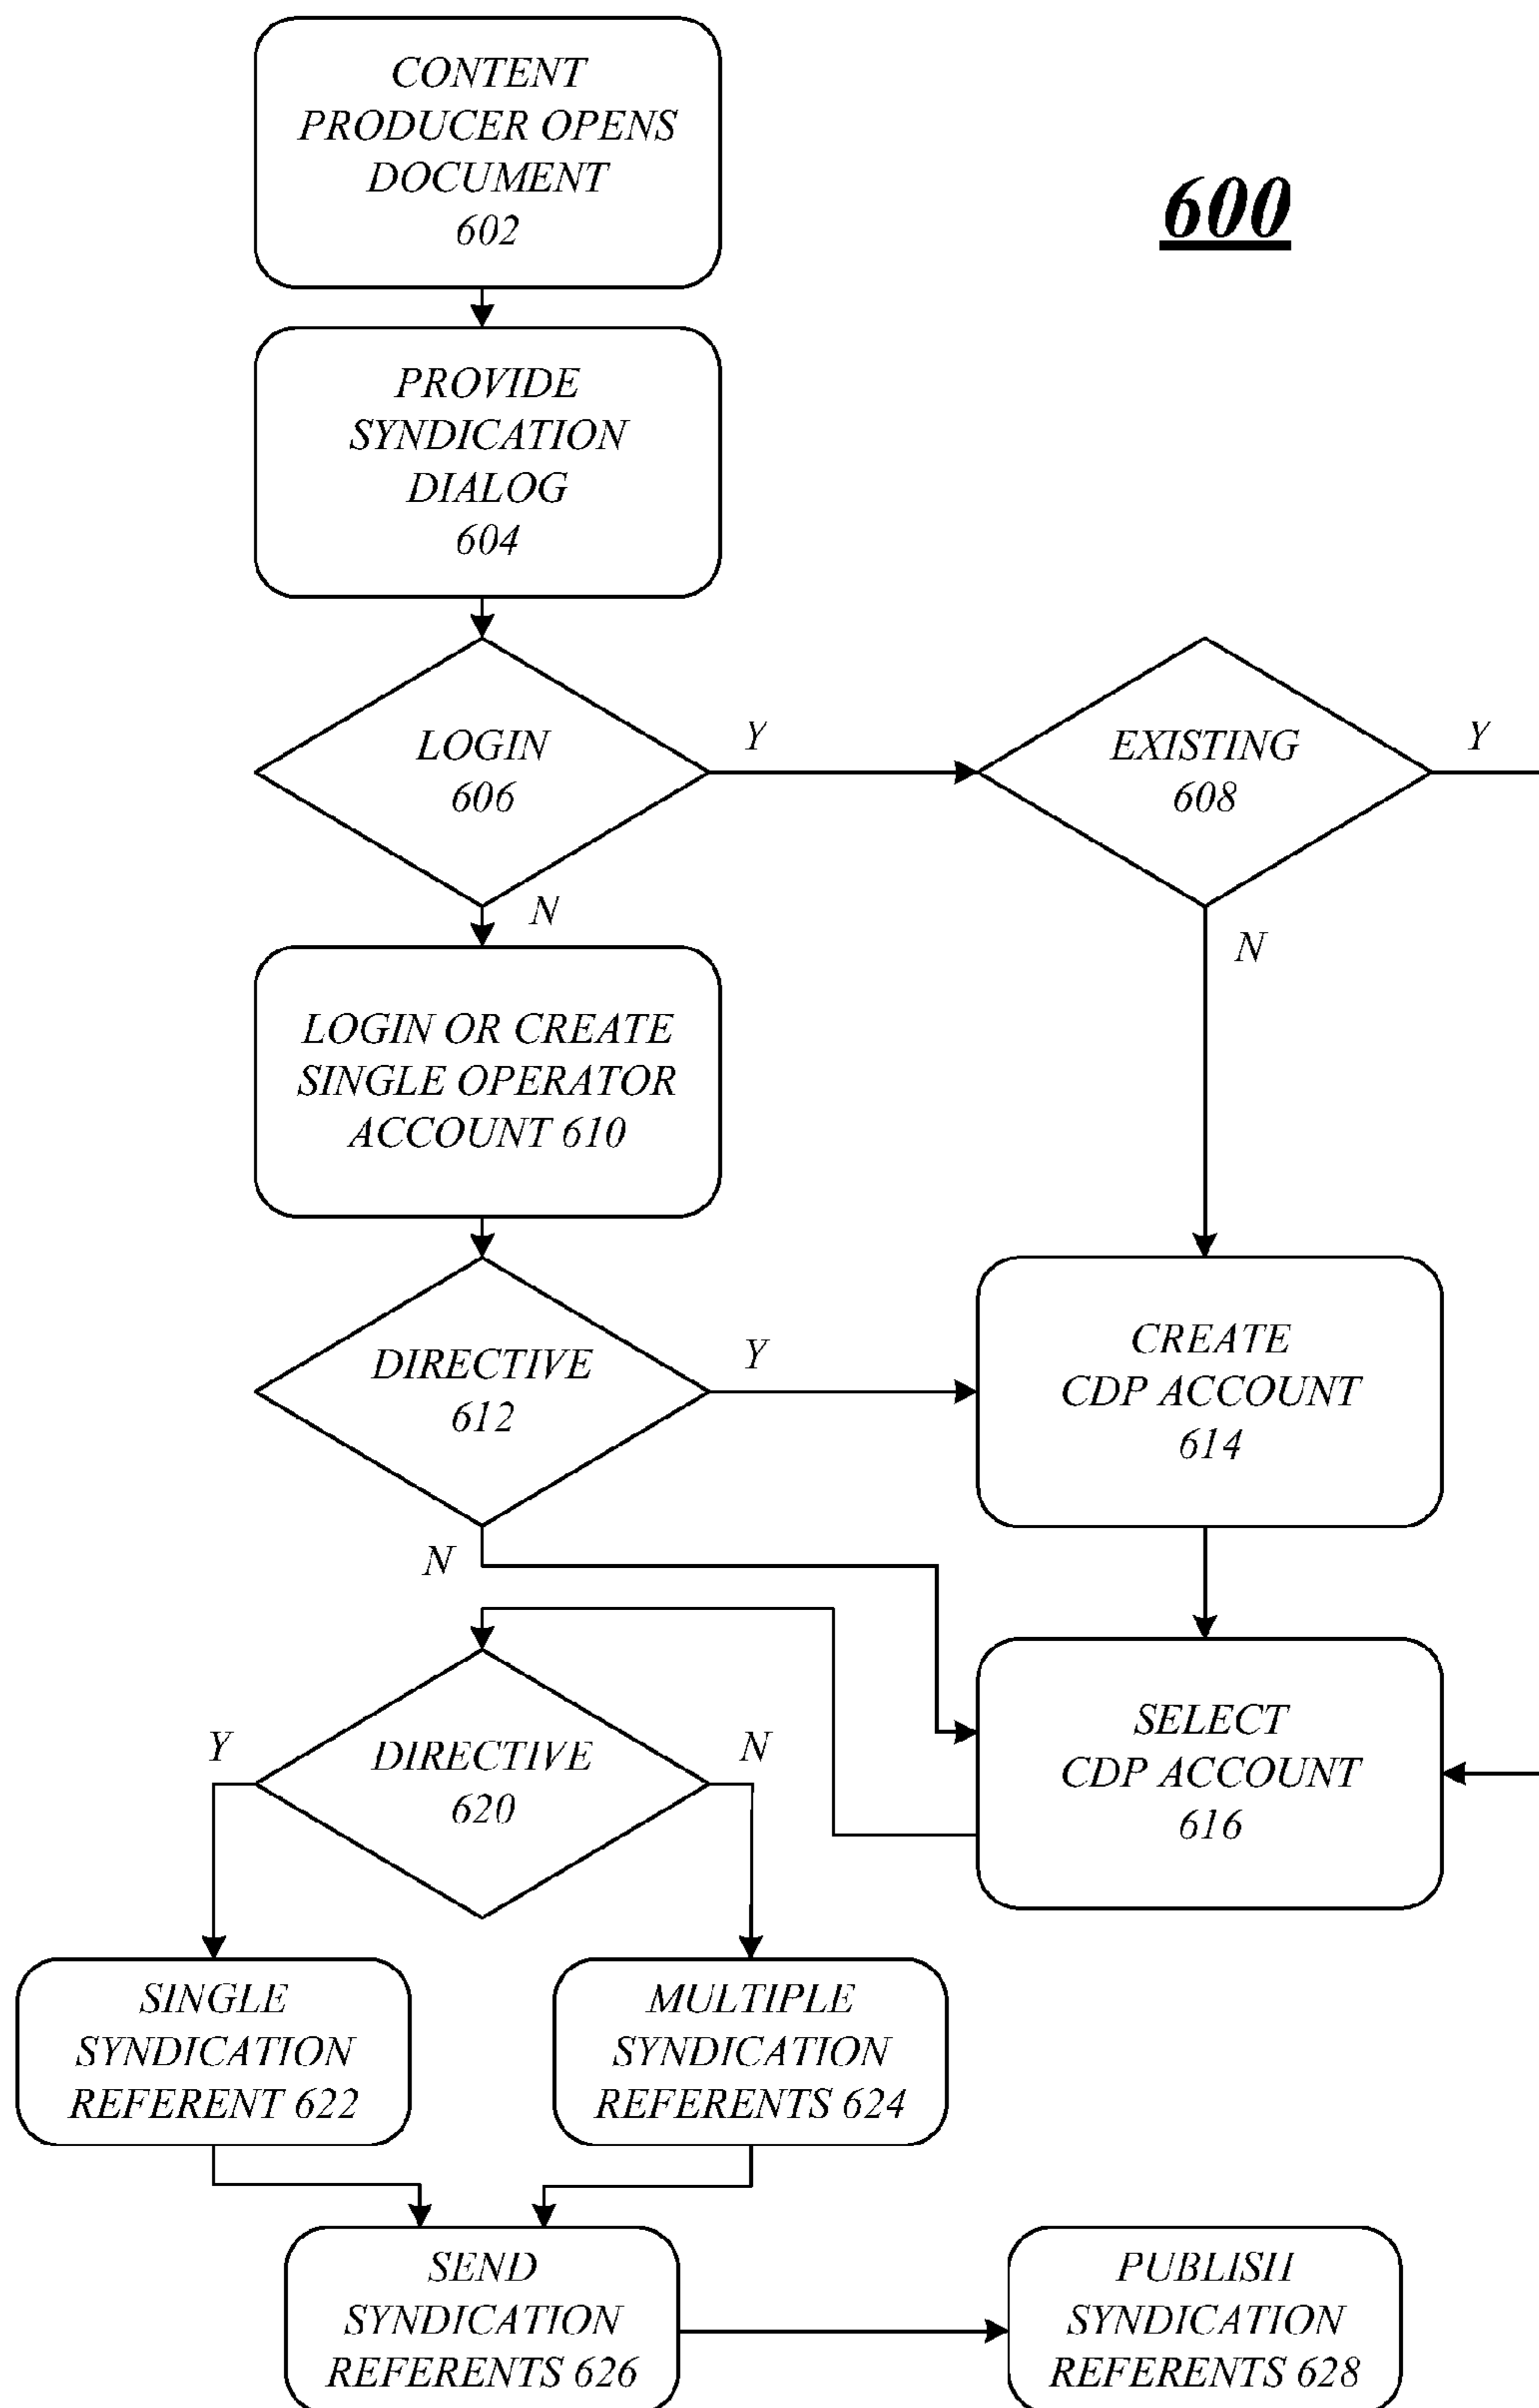 CONTENT
PRODUCER OPENS
DOCUMENT
602
600
PROVIDE
SYNDICATION
DIALOG
604
LOGIN
606
Y
EXISTING
608
Y
N
N
LOGIN OR CREATE
SINGLE OPERATOR
ACCOUNT 610
DIRECTIVE
612
Y
CREATE
CDP ACCOUNT
614
N
SELECT
CDP ACCOUNT
616
DIRECTIVE
620
Y
N
SINGLE
SYNDICATION
REFERENT 622
MULTIPLE
SYNDICATION
REFERENTS 624
SEND
SYNDICATION
REFERENTS 626
PUBLISH
SYNDICATION
REFERENTS 628